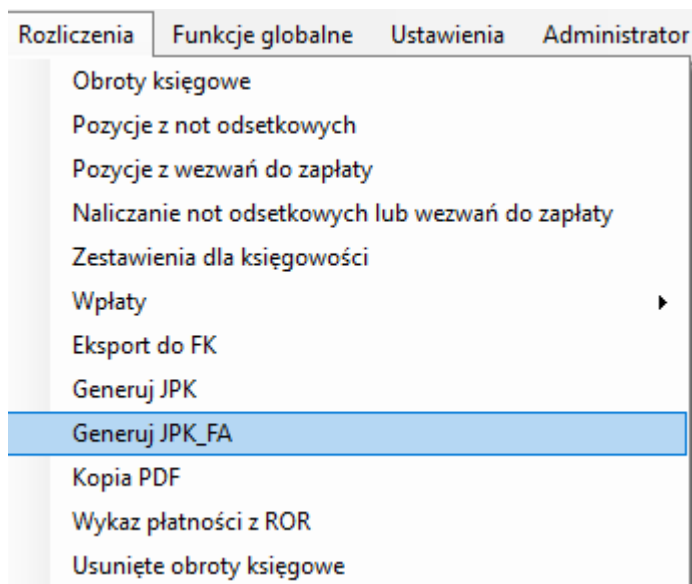 Rozliczenia Funkcje globalne Ustawienia Administrator
Obroty księgowe
Pozycje z not odsetkowych
Pozycje z wezwań do zapłaty
Naliczanie not odsetkowych lub wezwań do zapłaty
Zestawienia dla księgowości
Wpłaty
Eksport do FK
Generuj JPK
Generuj JPK_FA
Kopia PDF
Wykaz płatności z ROR
Usunięte obroty księgowe